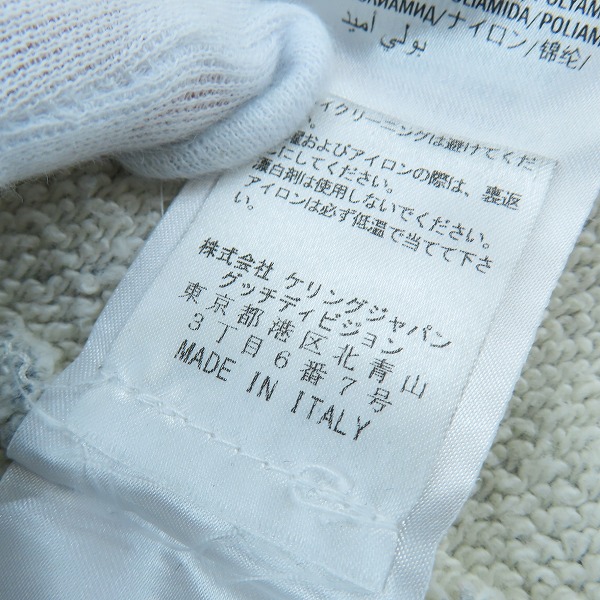 POLYAM
POLIAMIDA/POLIAM
/ナイロン/锦纶/
بولي أميد
イクリーニングは避けてくだ
およびアイロンの際は、裏返
にしてください。
漂白剤は使用しないでください。
アイロンは必ず低温で当てて下さ
い。
株式会社 ケリングジャパン
グッチディビジョン
東京都港区北青山
3丁目6番7号
MADE IN ITALY